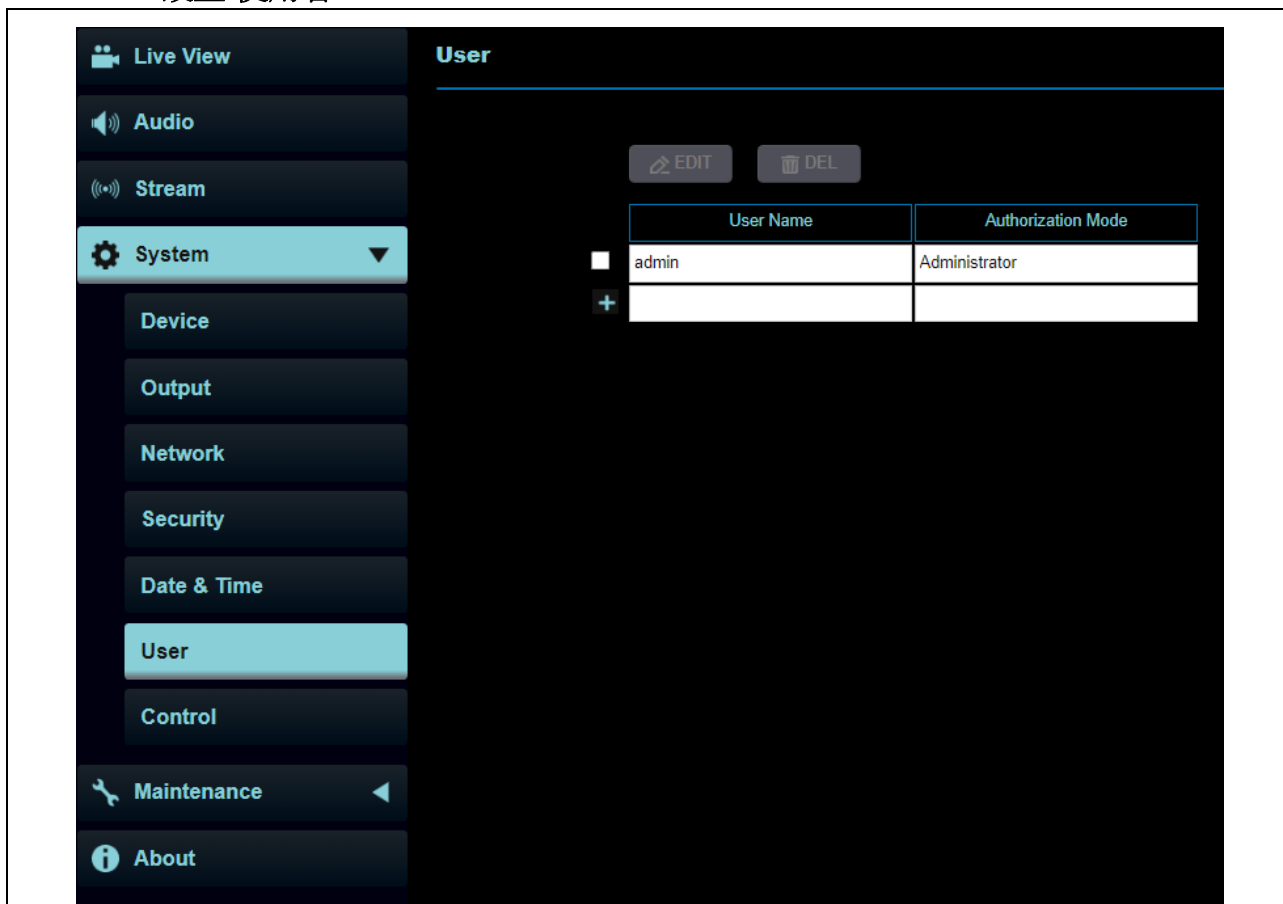 Live View
Audio
Stream
System
Device
Output
Network
Security
Date & Time
User
Control
Maintenance
About
User
EDIT DEL
User Name Authorization Mode
admin Administrator